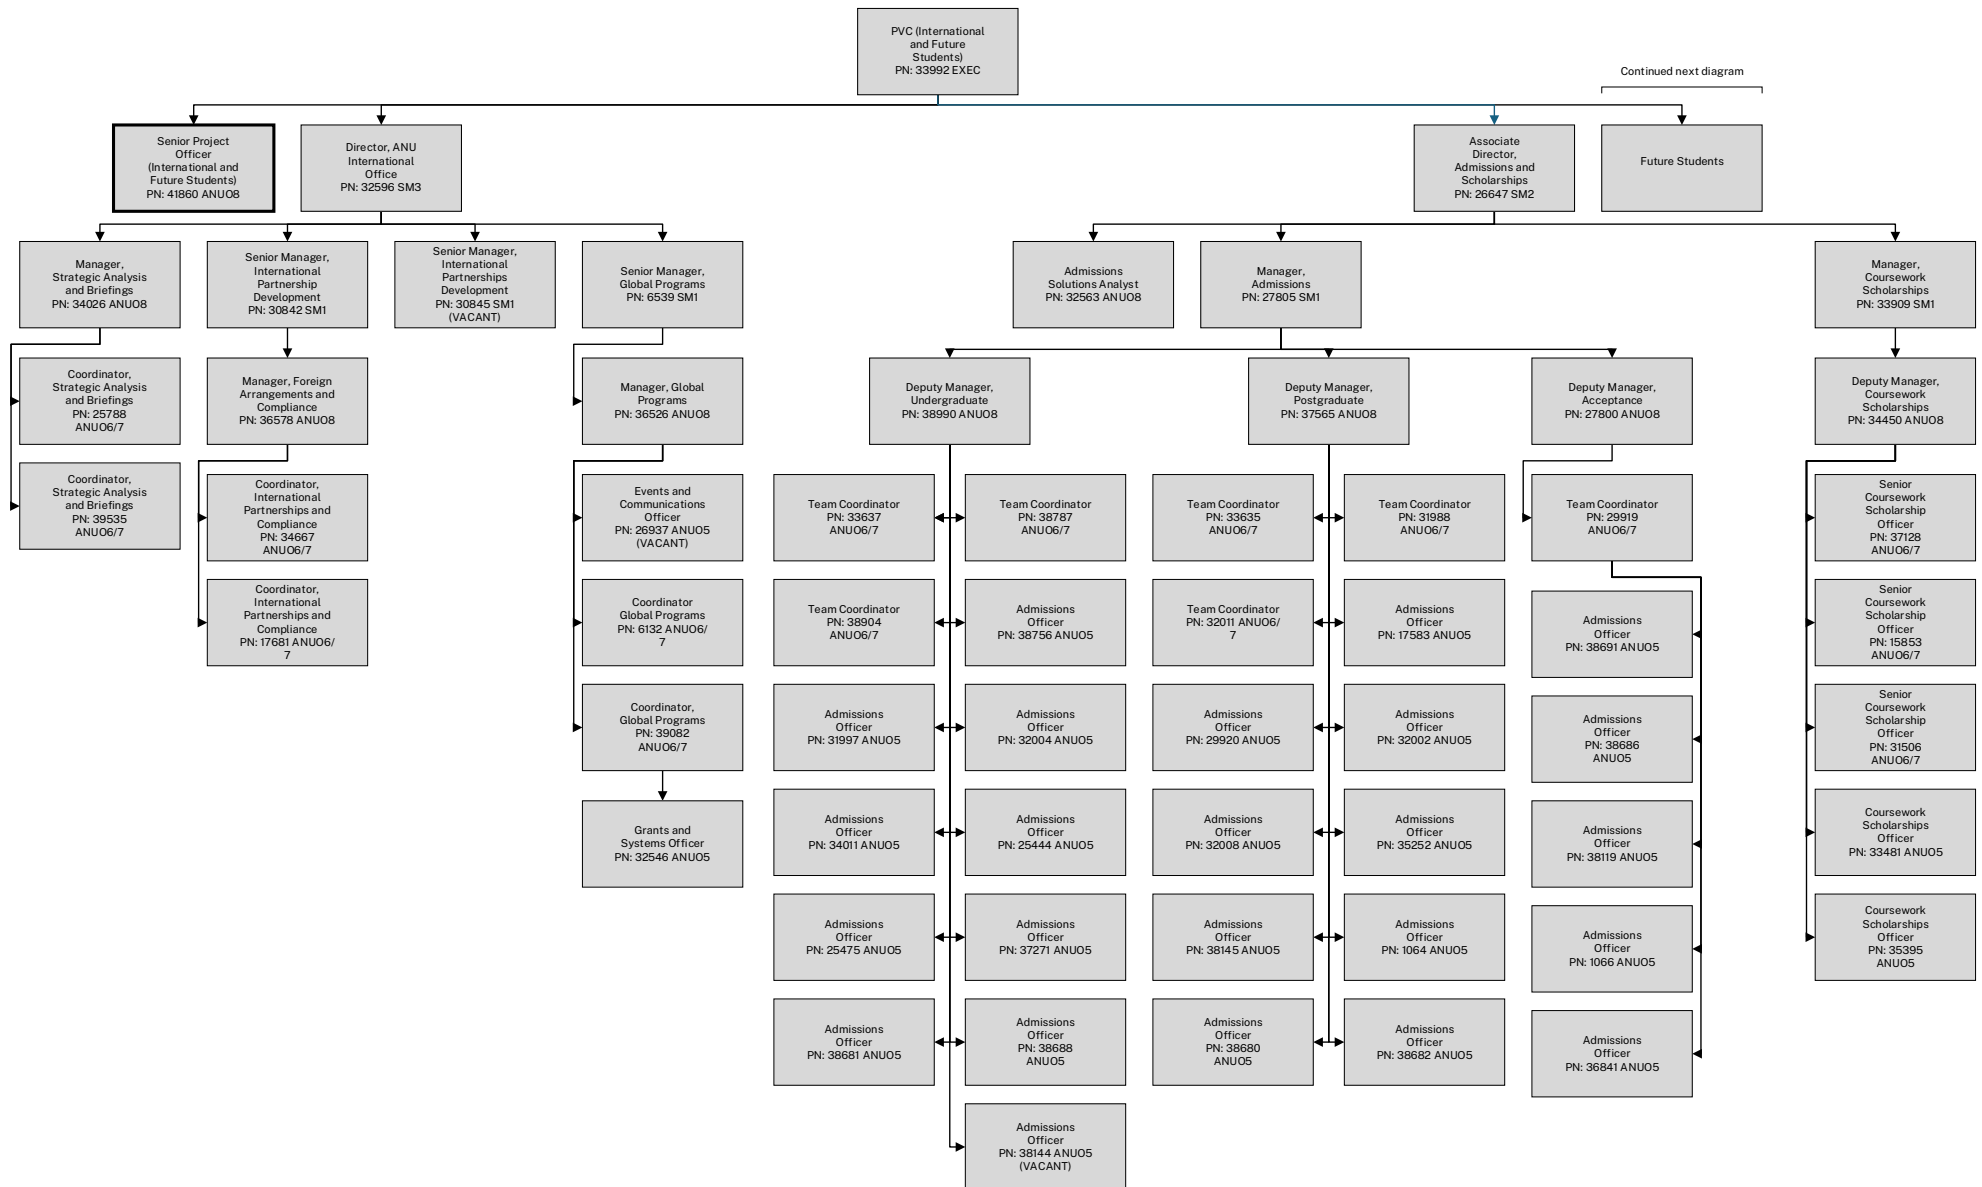 PVC (International
and Future
Students)
PN: 33992 EXEC
Continued next diagram
Senior Project
Officer
(International and
Future Students)
PN: 41860 ANUO8
Director, ANU
International
Office
PN: 32596 SM3
Associate
Director,
Admissions and
Scholarships
PN: 26647 SM2
Future Students
Manager,
Strategic Analysis
and Briefings
PN: 34026 ANUO8
Senior Manager,
International
Partnership
Development
PN: 30842 SM1
Senior Manager,
International
Partnerships
Development
PN: 30845 SM1
(VACANT)
Senior Manager,
Global Programs
PN: 6539 SM1
Admissions
Solutions Analyst
PN: 32563 ANUO8
Manager,
Admissions
PN: 27805 SM1
Manager,
Coursework
Scholarships
PN: 33909 SM1
Coordinator,
Strategic Analysis
and Briefings
PN: 25788
ANUO6/7
Manager, Foreign
Arrangements and
Compliance
PN: 36578 ANUO8
Manager, Global
Programs
PN: 36526 ANUO8
Deputy Manager,
Undergraduate
PN: 38990 ANUO8
Deputy Manager,
Postgraduate
PN: 37565 ANUO8
Deputy Manager,
Acceptance
PN: 27800 ANUO8
Deputy Manager,
Coursework
Scholarships
PN: 34450 ANUO8
Coordinator,
Strategic Analysis
and Briefings
PN: 39535
ANUO6/7
Coordinator,
International
Partnerships and
Compliance
PN: 34667
ANUO6/7
Events and
Communications
Officer
PN: 26937 ANUO5
(VACANT)
Team Coordinator
PN: 33637
ANUO6/7
Team Coordinator
PN: 38787
ANUO6/7
Team Coordinator
PN: 33635
ANUO6/7
Team Coordinator
PN: 31988
ANUO6/7
Team Coordinator
PN: 29919
ANUO6/7
Senior
Coursework
Scholarship
Officer
PN: 37128
ANUO6/7
Coordinator,
International
Partnerships and
Compliance
PN: 17681 ANUO6/
7
Coordinator
Global Programs
PN: 6132 ANUO6/
7
Team Coordinator
PN: 38904
ANUO6/7
Admissions
Officer
PN: 38756 ANUO5
Team Coordinator
PN: 32011 ANUO6/
7
Admissions
Officer
PN: 17583 ANUO5
Admissions
Officer
PN: 38691 ANUO5
Senior
Coursework
Scholarship
Officer
PN: 15853
ANUO6/7
Coordinator,
Global Programs
PN: 39082
ANUO6/7
Admissions
Officer
PN: 31997 ANUO5
Admissions
Officer
PN: 32004 ANUO5
Admissions
Officer
PN: 29920 ANUO5
Admissions
Officer
PN: 32002 ANUO5
Admissions
Officer
PN: 38686
ANUO5
Senior
Coursework
Scholarship
Officer
PN: 31506
ANUO6/7
Grants and
Systems Officer
PN: 32546 ANUO5
Admissions
Officer
PN: 34011 ANUO5
Admissions
Officer
PN: 25444 ANUO5
Admissions
Officer
PN: 32008 ANUO5
Admissions
Officer
PN: 35252 ANUO5
Admissions
Officer
PN: 38119 ANUO5
Coursework
Scholarships
Officer
PN: 33481 ANUO5
Admissions
Officer
PN: 25475 ANUO5
Admissions
Officer
PN: 37271 ANUO5
Admissions
Officer
PN: 38145 ANUO5
Admissions
Officer
PN: 1064 ANUO5
Admissions
Officer
PN: 1066 ANUO5
Coursework
Scholarships
Officer
PN: 35395
ANUO5
Admissions
Officer
PN: 38681 ANUO5
Admissions
Officer
PN: 38688
ANUO5
Admissions
Officer
PN: 38680
ANUO5
Admissions
Officer
PN: 38682 ANUO5
Admissions
Officer
PN: 36841 ANUO5
Admissions
Officer
PN: 38144 ANUO5
(VACANT)